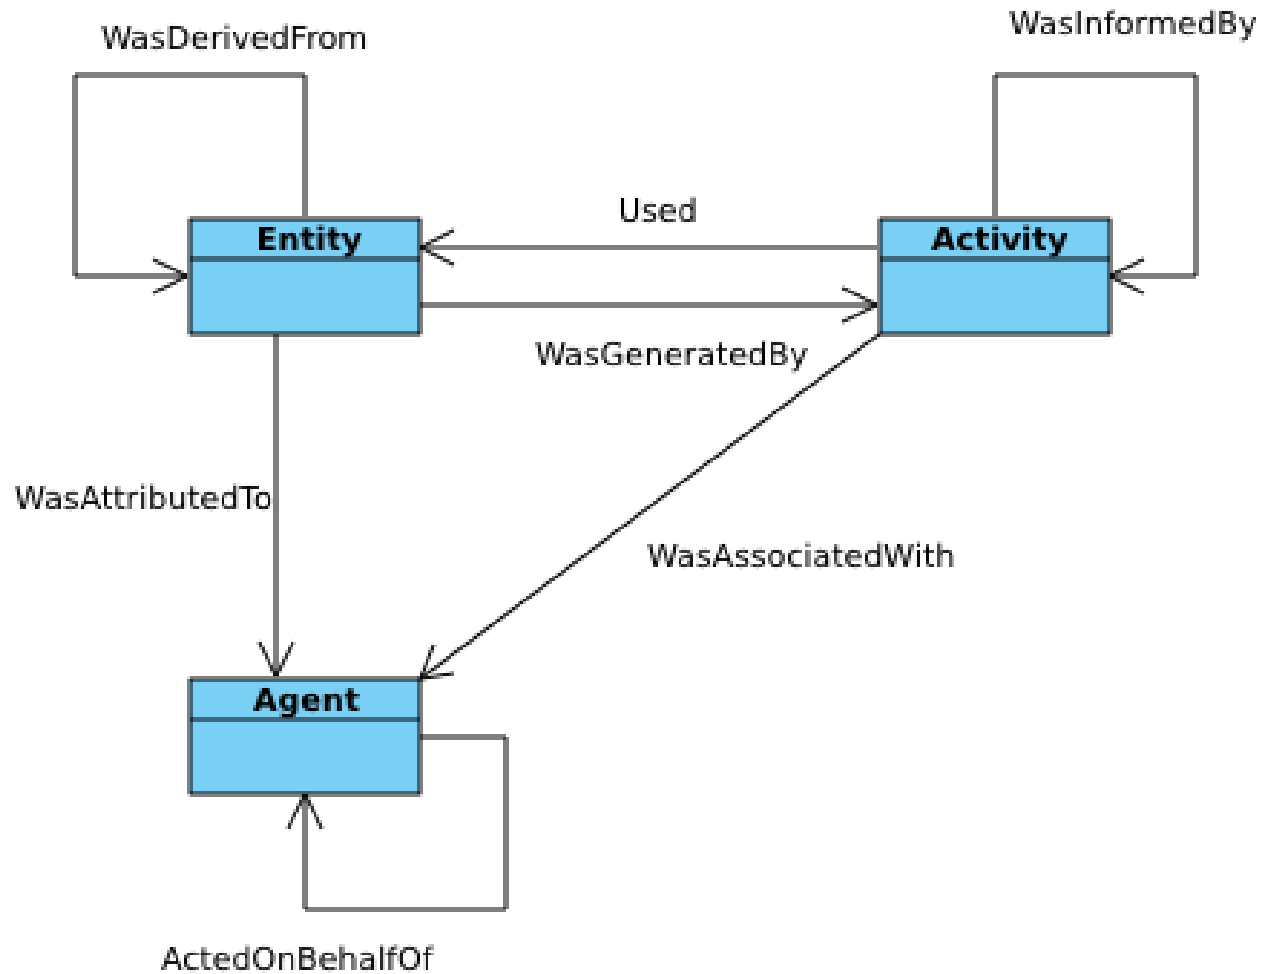 WasInformedBy
WasDerivedFrom
Used
Entity
Activity
WasGeneratedBy
WasAttributedTo
WasAssociatedWith
Agent
ActedOnBehalfOf